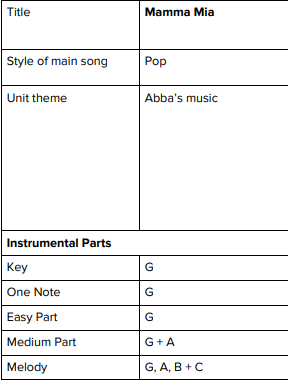 Title Mamma Mia
Style of main song Pop
Unit theme Abba's music
Instrumental Parts
Key G
One Note G
Easy Part G
Medium Part G + A
Melody G, A, B + C